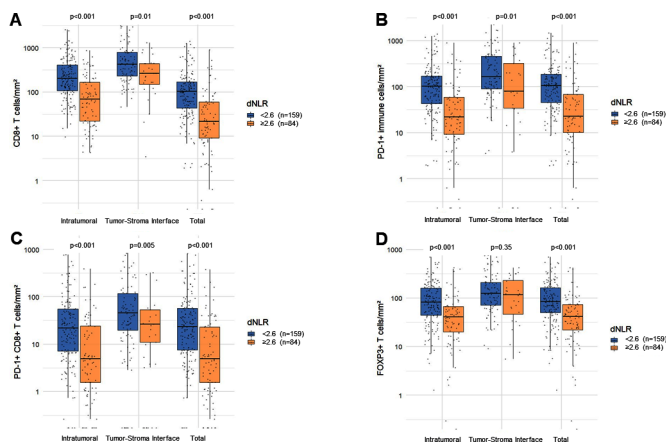 A
p<0.001 p=0.01 p<0.001
1000
100
10
1
CD8+ T cells/mm²
dNLR
<2.6 (n=159)
≥2.6 (n=84)
Intratumoral Tumor-Stroma Interface Total
B
p<0.001 p=0.01 p<0.001
1000
100
10
1
PD-1+ immune cells/mm²
dNLR
<2.6 (n=159)
≥2.6 (n=84)
Intratumoral Tumor-Stroma Interface Total
C
p<0.001 p=0.005 p<0.001
1000
100
10
1
PD-1+ CD8+ T cells/mm²
dNLR
<2.6 (n=159)
≥2.6 (n=84)
Intratumoral Tumor-Stroma Interface Total
D
p<0.001 p=0.35 p<0.001
1000
100
10
1
FOXP3+ T cells/mm²
dNLR
<2.6 (n=159)
≥2.6 (n=84)
Intratumoral Tumor-Stroma Interface Total